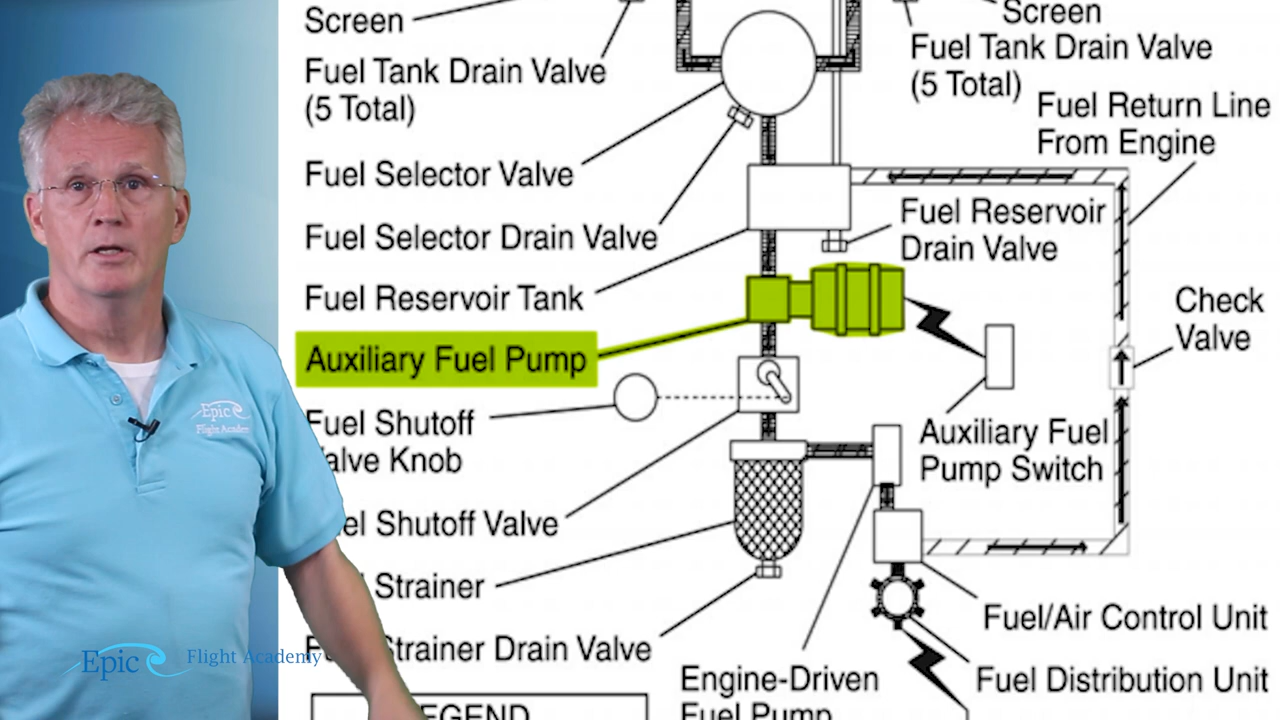 Screen
Fuel Tank Drain Valve
(5 Total)
Fuel Selector Valve
Fuel Selector Drain Valve
Fuel Reservoir Tank
Auxiliary Fuel Pump
Fuel Shutoff
Valve Knob
el Shutoff Valve
Strainer
Strainer Drain Valve
EGEND
Screen
Fuel Tank Drain Valve
(5 Total)
Fuel Return Line
From Engine
Fuel Reservoir
Drain Valve
Check
Valve
Auxiliary Fuel
Pump Switch
Fuel/Air Control Unit
Fuel Distribution Unit
Engine-Driven
Fuel Pump
Epic
Flight Academy
Epic Flight Academy